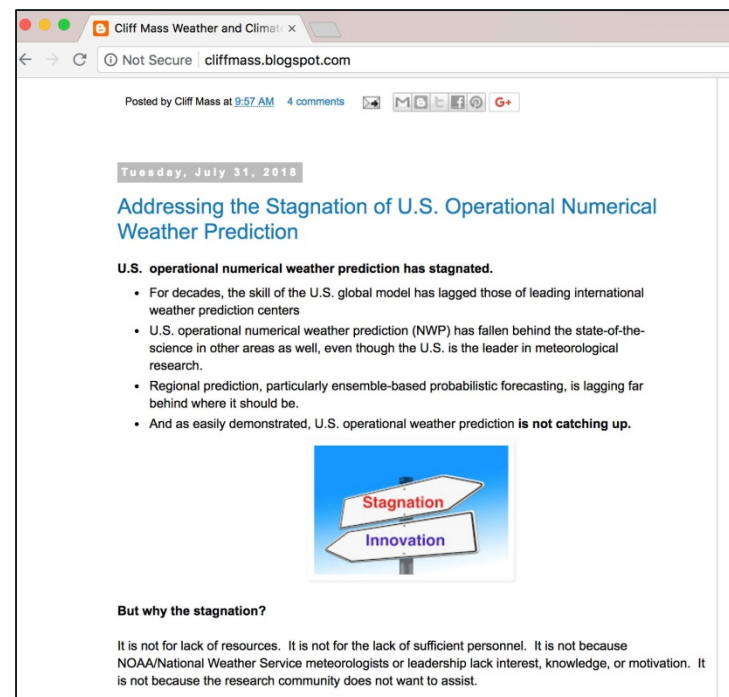 Cliff Mass Weather and Climat
Not Secure | cliffmass.blogspot.com
Posted by Cliff Mass at 9:57 AM 4 comments G+
Tuesday, July 31, 2018
Addressing the Stagnation of U.S. Operational Numerical
Weather Prediction
U.S. operational numerical weather prediction has stagnated.
• For decades, the skill of the U.S. global model has lagged those of leading international
weather prediction centers
• U.S. operational numerical weather prediction (NWP) has fallen behind the state-of-the-
science in other areas as well, even though the U.S. is the leader in meteorological
research.
• Regional prediction, particularly ensemble-based probabilistic forecasting, is lagging far
behind where it should be.
• And as easily demonstrated, U.S. operational weather prediction is not catching up.
Stagnation
Innovation
But why the stagnation?
It is not for lack of resources. It is not for the lack of sufficient personnel. It is not because
NOAA/National Weather Service meteorologists or leadership lack interest, knowledge, or motivation. It
is not because the research community does not want to assist.